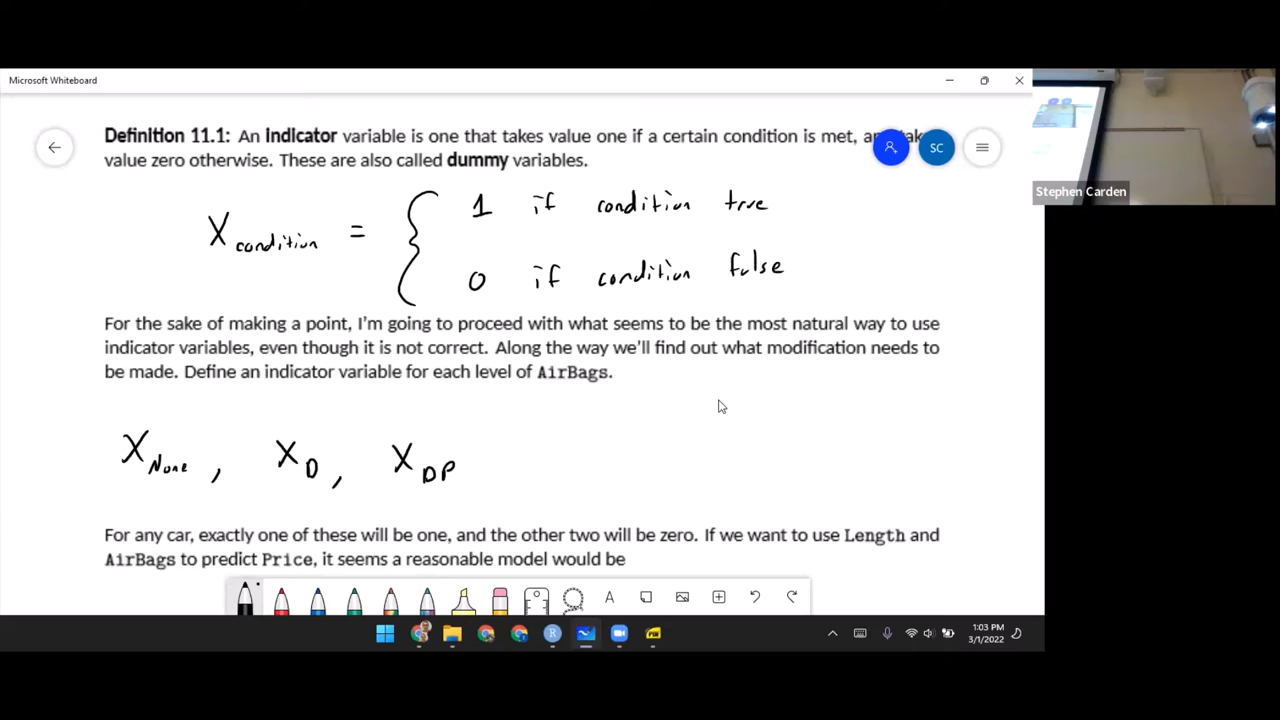 Microsoft Whiteboard
Definition 11.1: An indicator variable is one that takes value one if a certain condition is met,
value zero otherwise. These are also called dummy variables.
SC
Stephen Carden
X condition = { 1 if condition true
0 if condition false
For the sake of making a point, I'm going to proceed with what seems to be the most natural way to use
indicator variables, even though it is not correct. Along the way we'll find out what modification needs to
be made. Define an indicator variable for each level of AirBags.
X None , X D , X DP
For any car, exactly one of these will be one, and the other two will be zero. If we want to use Length and
AirBags to predict Price, it seems a reasonable model would be
A
R
1:03 PM
3/1/2022